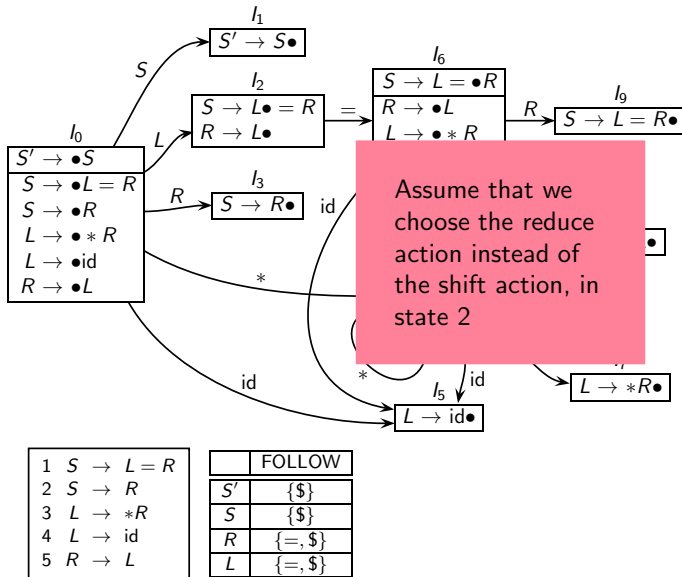 I1
S′ → S●
I6
S → L = ●R
R → ●L
L → ● ∗ R
I2
S → L● = R
R → L●
=
R
I9
S → L = R●
S
L
I0
S′ → ●S
S → ●L = R
S → ●R
L → ● ∗ R
L → ●id
R → ●L
R
I3
S → R●
id
Assume that we
choose the reduce
action instead of
the shift action, in
state 2
●
∗
∗
id
id
I5
L → id●
L → ∗R●
1 S → L = R
2 S → R
3 L → ∗R
4 L → id
5 R → L
FOLLOW
S′ {$}
S {$}
R {=, $}
L {=, $}